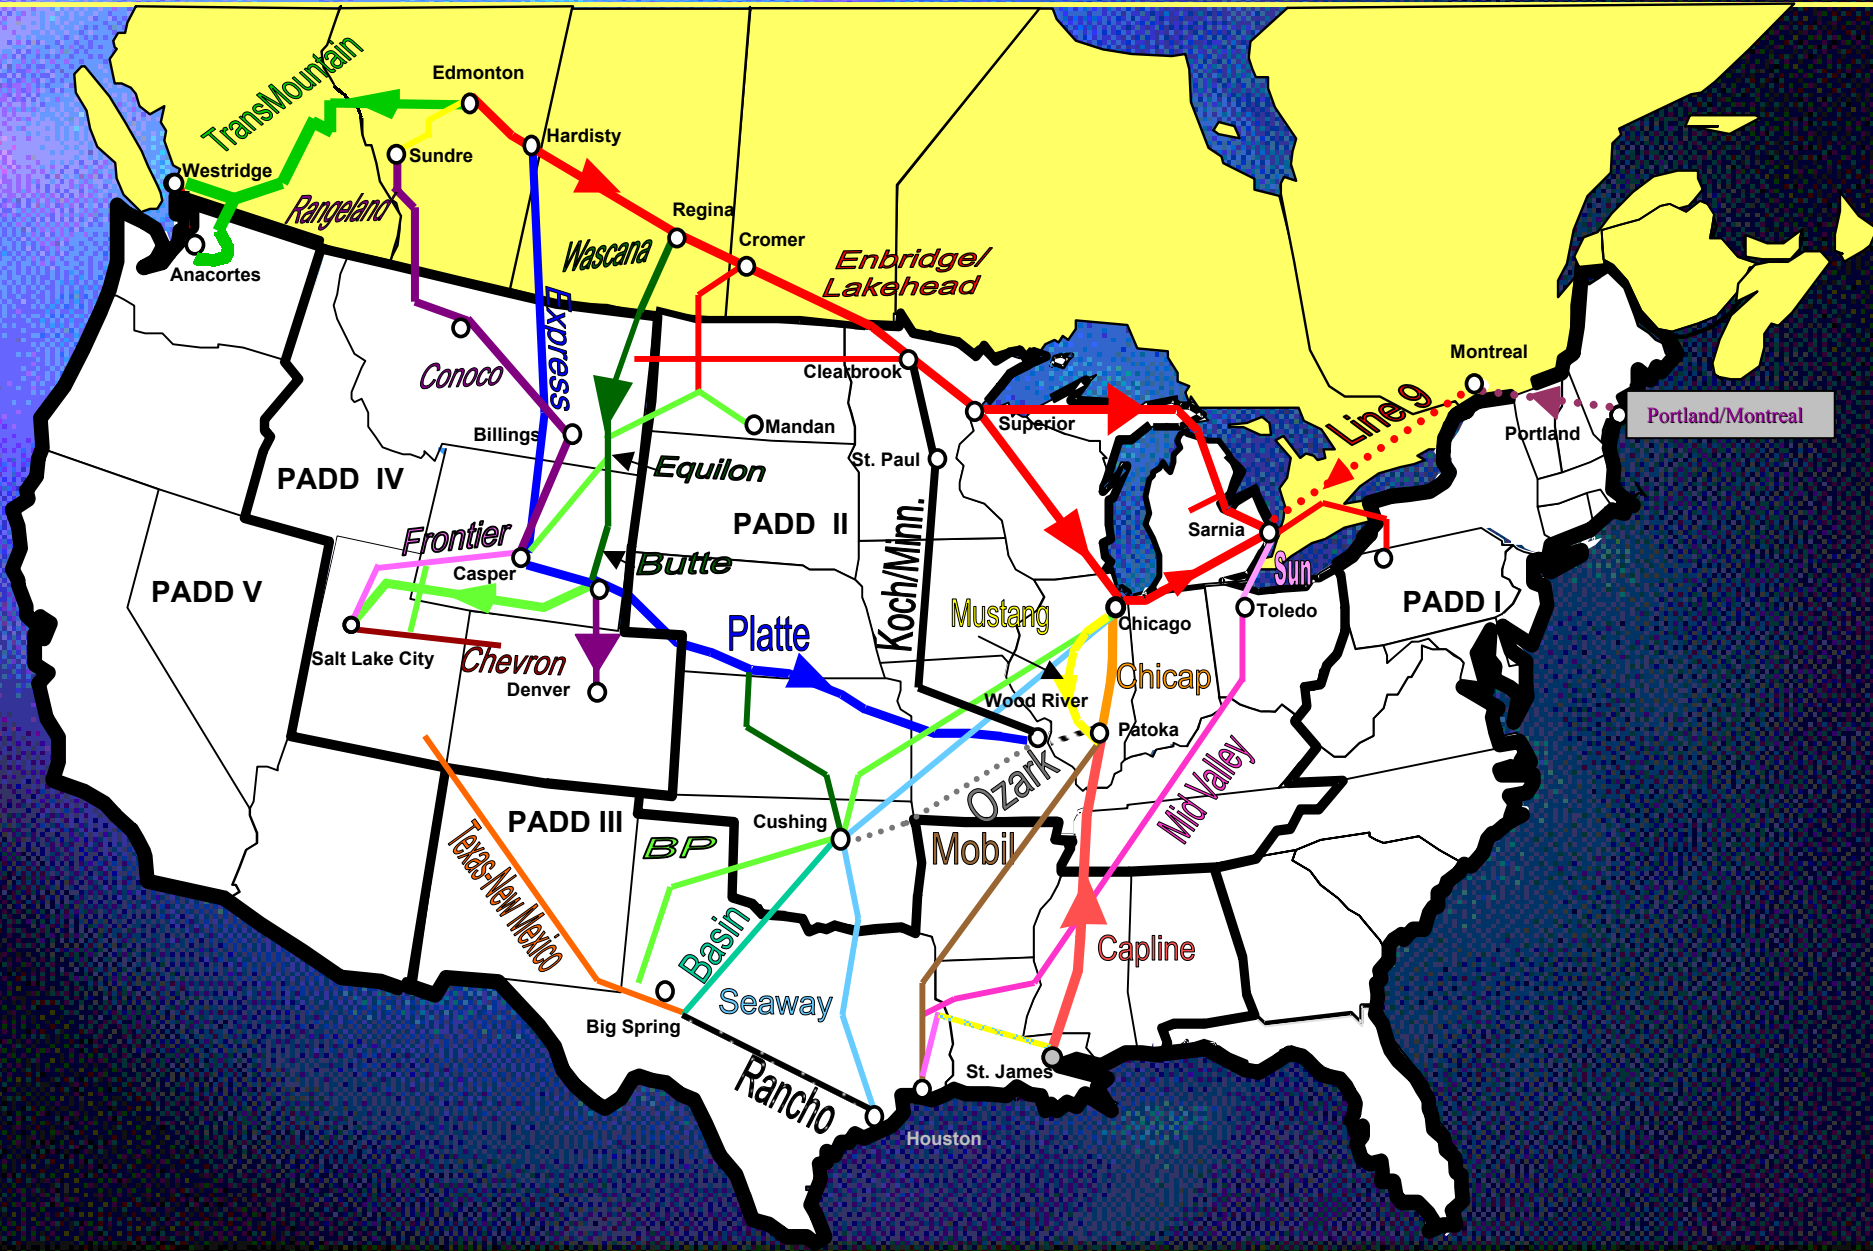 Edmonton
TransMountain
Hardisty
Sundre
Westridge
Rangeland
Regina
Cromer
Wascana
Enbridge/
Lakehead
Anacortes
Express
Montreal
Conoco
Clearbrook
Line 9
Portland/Montreal
Superior
Mandan
Billings
Portland
St. Paul
Equilon
PADD IV
PADD II
Koch/Minn.
Sarnia
Frontier
Butte
Casper
Sun
PADD V
PADD I
Mustang
Toledo
Chicago
Platte
Salt Lake City
Chevron
Denver
Chicap
Wood River
Patoka
Ozark
Mid Valley
PADD III
Cushing
BP
Mobil
Texas-New Mexico
Basin
Capline
Seaway
Big Spring
St. James
Rancho
Houston